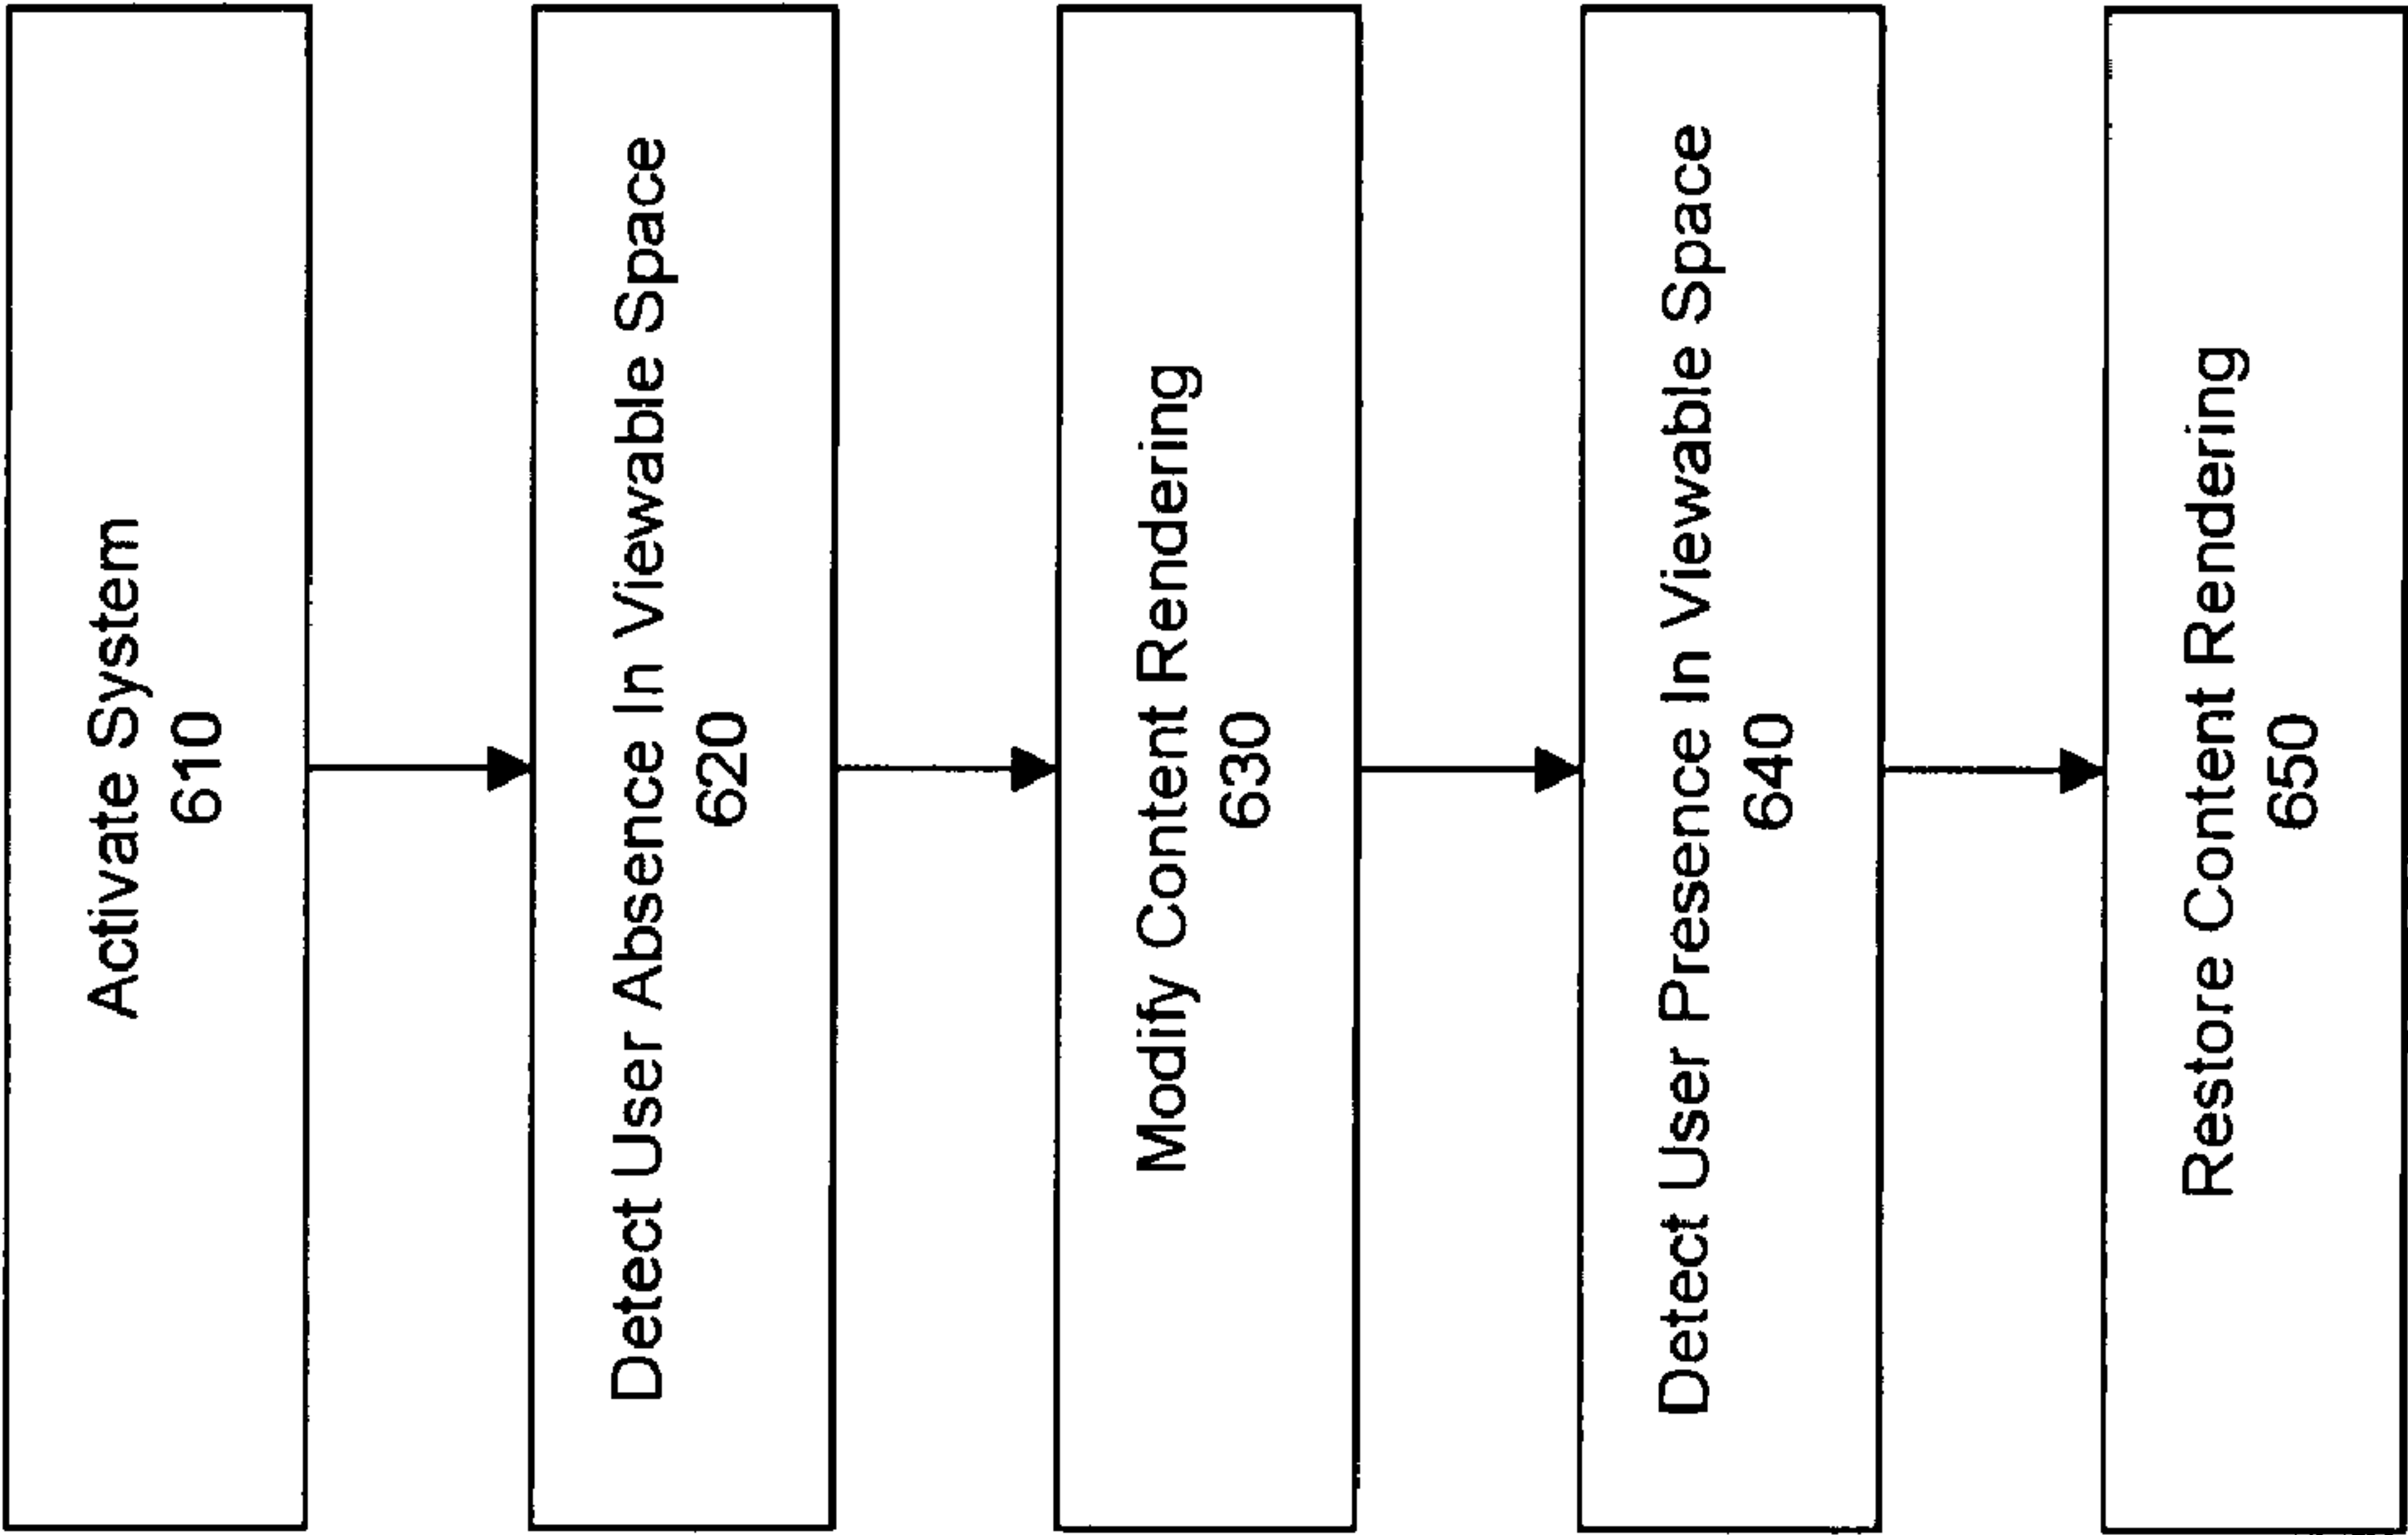 Activate System
610
Detect User Absence In Viewable Space
620
Modify Content Rendering
630
Detect User Presence In Viewable Space
640
Restore Content Rendering
650